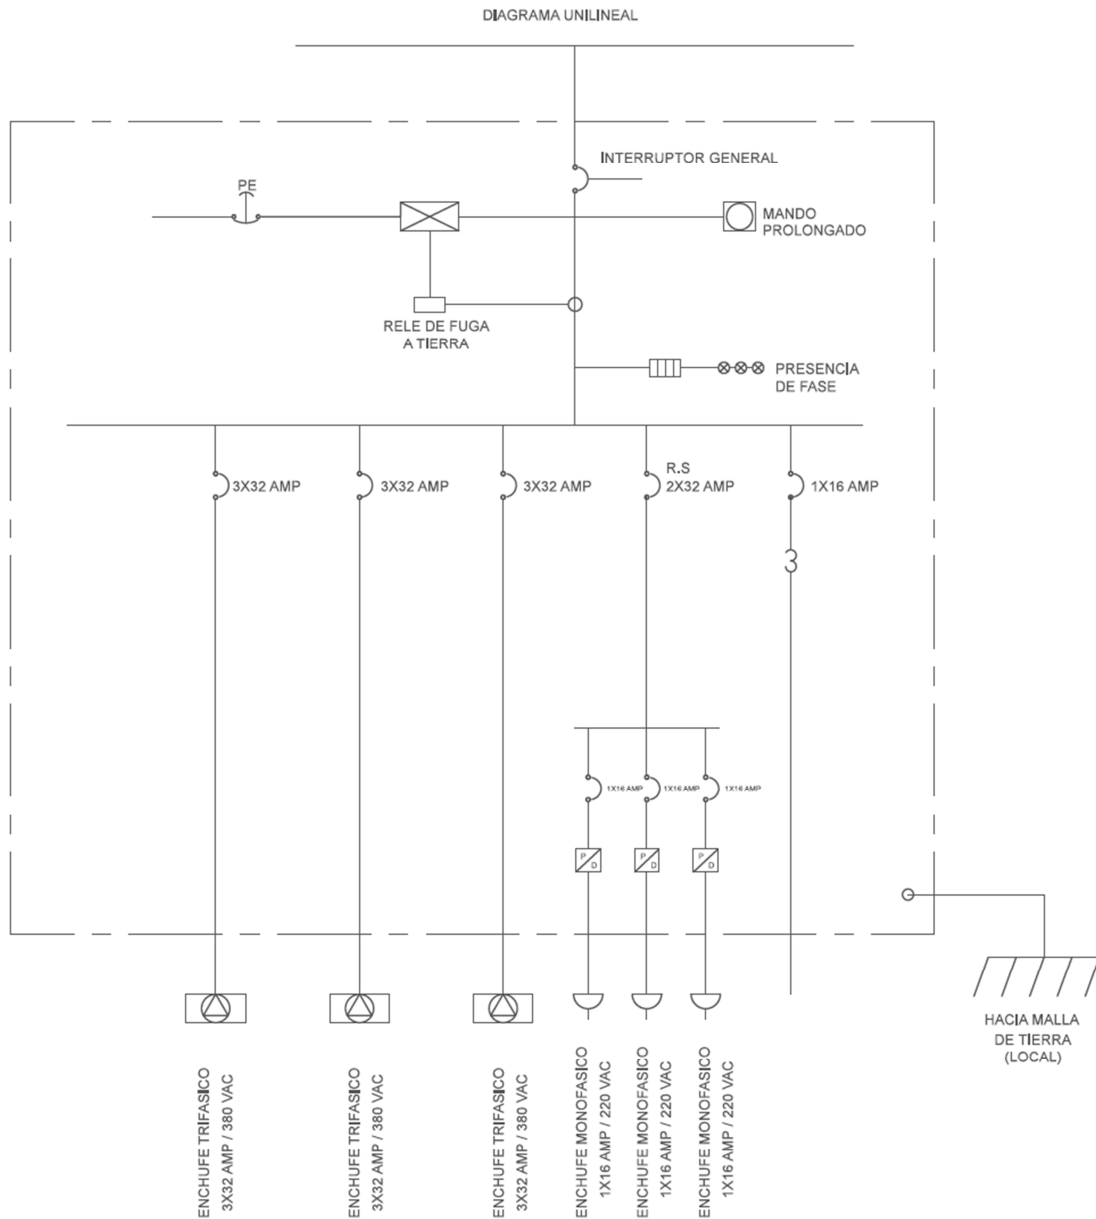 DIAGRAMA UNILINEAL
INTERRUPTOR GENERAL
PE
MANDO
PROLONGADO
RELE DE FUGA
A TIERRA
PRESENCIA
DE FASE
3X32 AMP
3X32 AMP
3X32 AMP
R.S
2X32 AMP
1X16 AMP
3
1X16 AMP
1X16 AMP
1X16 AMP
P
D
P
D
P
D
HACIA MALLA
DE TIERRA
(LOCAL)
ENCHUFE TRIFASICO
3X32 AMP / 380 VAC
ENCHUFE TRIFASICO
3X32 AMP / 380 VAC
ENCHUFE TRIFASICO
3X32 AMP / 380 VAC
ENCHUFE MONOFASICO
1X16 AMP / 220 VAC
ENCHUFE MONOFASICO
1X16 AMP / 220 VAC
ENCHUFE MONOFASICO
1X16 AMP / 220 VAC